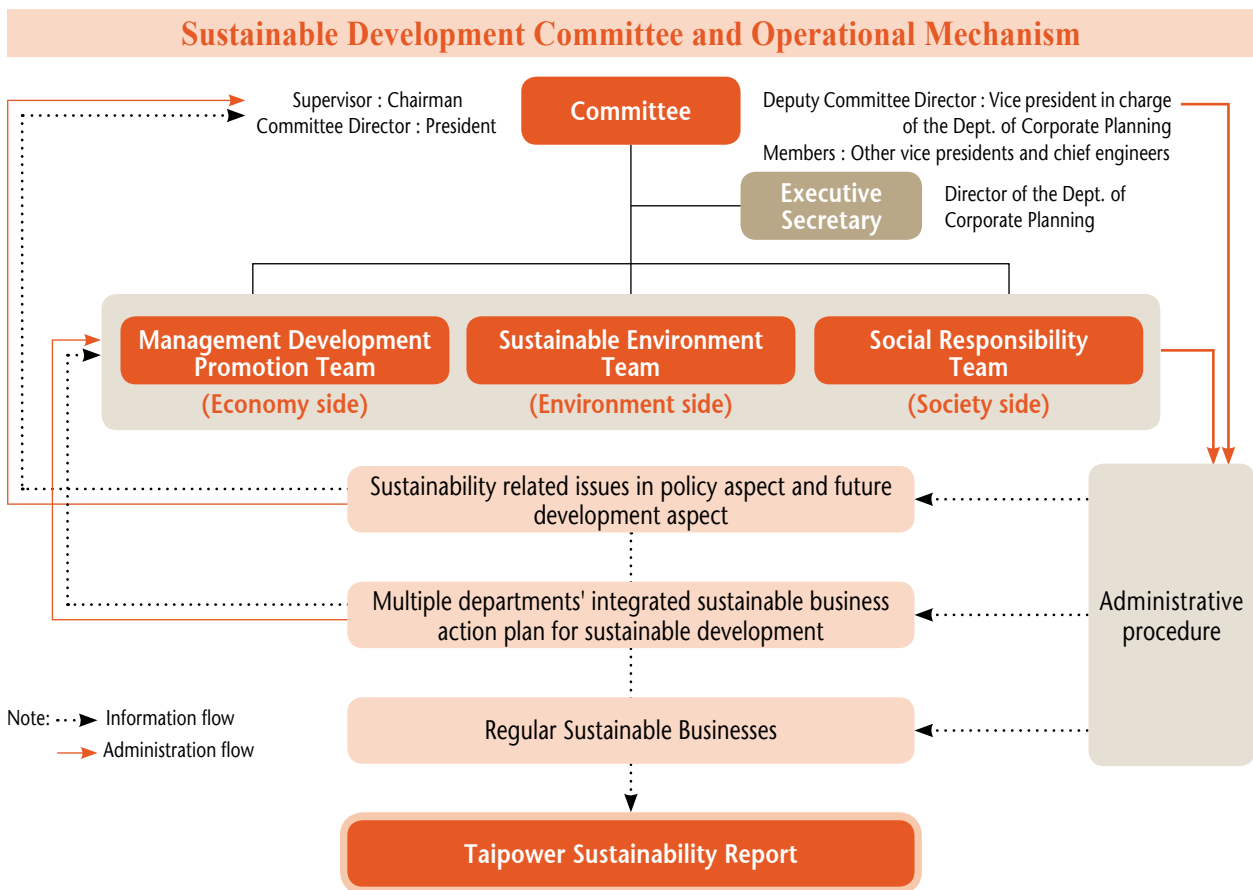 Sustainable Development Committee and Operational Mechanism
Supervisor : Chairman
Committee Director : President
Committee
Deputy Committee Director : Vice president in charge
of the Dept. of Corporate Planning
Members : Other vice presidents and chief engineers
Executive
Secretary
Director of the Dept. of
Corporate Planning
Management Development
Promotion Team
(Economy side)
Sustainable Environment
Team
(Environment side)
Social Responsibility
Team
(Society side)
Sustainability related issues in policy aspect and future
development aspect
Multiple departments' integrated sustainable business
action plan for sustainable development
Administrative
procedure
Regular Sustainable Businesses
Note: Information flow
Administration flow
Taipower Sustainability Report